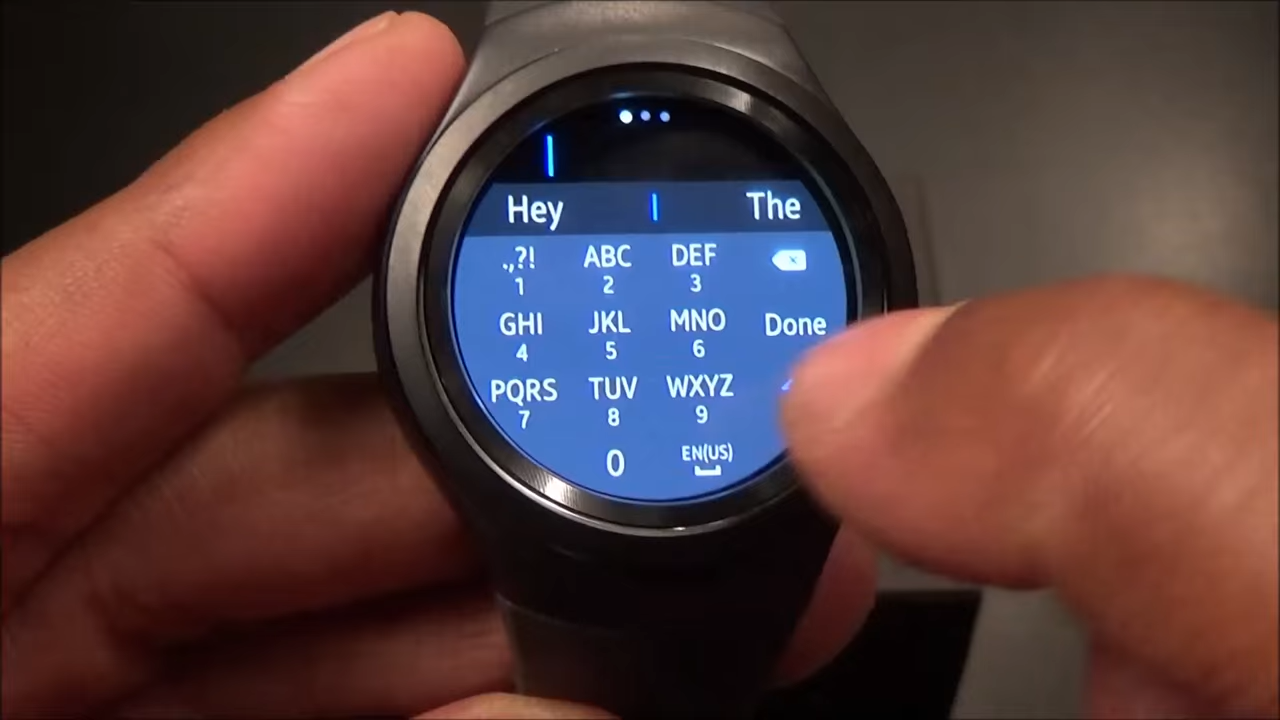 Hey I The
.,?! ABC DEF
1 2 3
GHI JKL MNO Done
4 5 6
PQRS TUV WXYZ
7 8 9
0 EN(US)